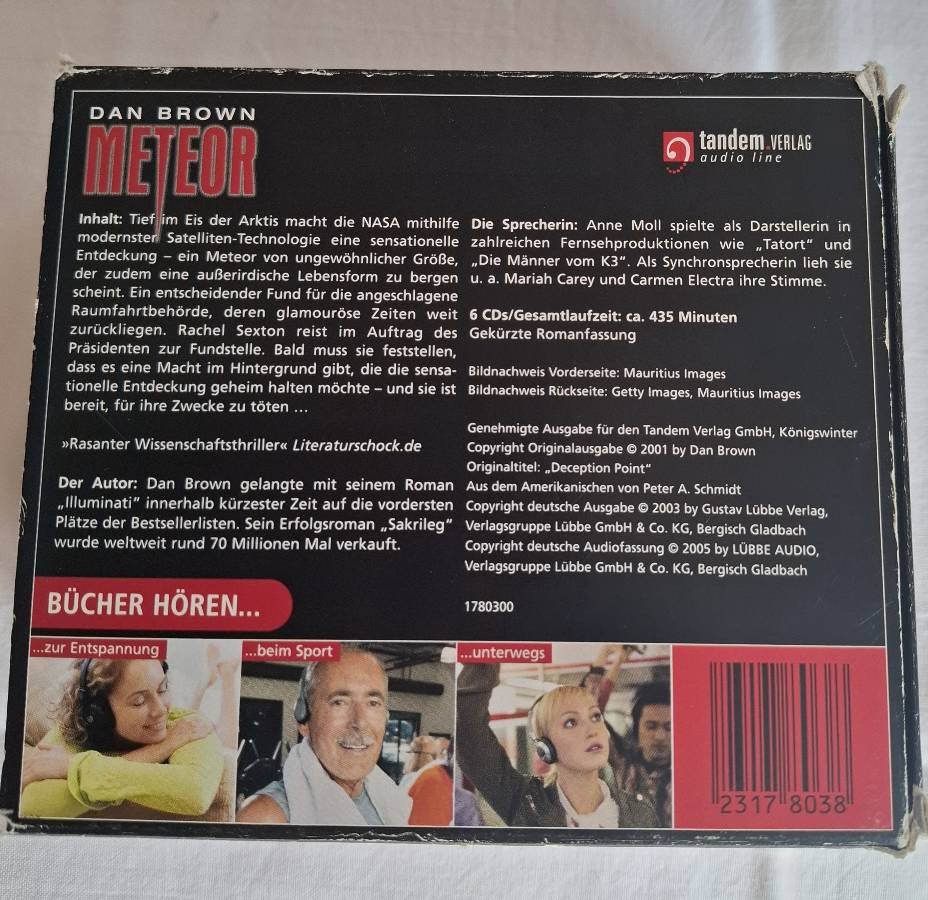 DAN BROWN
METEOR
tandem.VERLAG
audio line
Inhalt: Tief im Eis der Arktis macht die NASA mithilfe
modernster Satelliten-Technologie eine sensationelle
Entdeckung – ein Meteor von ungewöhnlicher Größe,
der zudem eine außerirdische Lebensform zu bergen
scheint. Ein entscheidender Fund für die angeschlagene
Raumfahrtbehörde, deren glamouröse Zeiten weit
zurückliegen. Rachel Sexton reist im Auftrag des
Präsidenten zur Fundstelle. Bald muss sie feststellen,
dass es eine Macht im Hintergrund gibt, die die sensa-
tionelle Entdeckung geheim halten möchte – und sie ist
bereit, für ihre Zwecke zu töten ...
»Rasanter Wissenschaftsthriller« Literaturschock.de
Der Autor: Dan Brown gelangte mit seinem Roman
„Illuminati“ innerhalb kürzester Zeit auf die vordersten
Plätze der Bestsellerlisten. Sein Erfolgsroman „Sakrileg“
wurde weltweit rund 70 Millionen Mal verkauft.
Die Sprecherin: Anne Moll spielte als Darstellerin in
zahlreichen Fernsehproduktionen wie „Tatort“ und
„Die Männer vom K3“. Als Synchronsprecherin lieh sie
u. a. Mariah Carey und Carmen Electra ihre Stimme.
6 CDs/Gesamtlaufzeit: ca. 435 Minuten
Gekürzte Romanfassung
Bildnachweis Vorderseite: Mauritius Images
Bildnachweis Rückseite: Getty Images, Mauritius Images
Genehmigte Ausgabe für den Tandem Verlag GmbH, Königswinter
Copyright Originalausgabe © 2001 by Dan Brown
Originaltitel: „Deception Point“
Aus dem Amerikanischen von Peter A. Schmidt
Copyright deutsche Ausgabe © 2003 by Gustav Lübbe Verlag,
Verlagsgruppe Lübbe GmbH & Co. KG, Bergisch Gladbach
Copyright deutsche Audiofassung © 2005 by LÜBBE AUDIO,
Verlagsgruppe Lübbe GmbH & Co. KG, Bergisch Gladbach
1780300
BÜCHER HÖREN...
...zur Entspannung
...beim Sport
...unterwegs
2317 8038